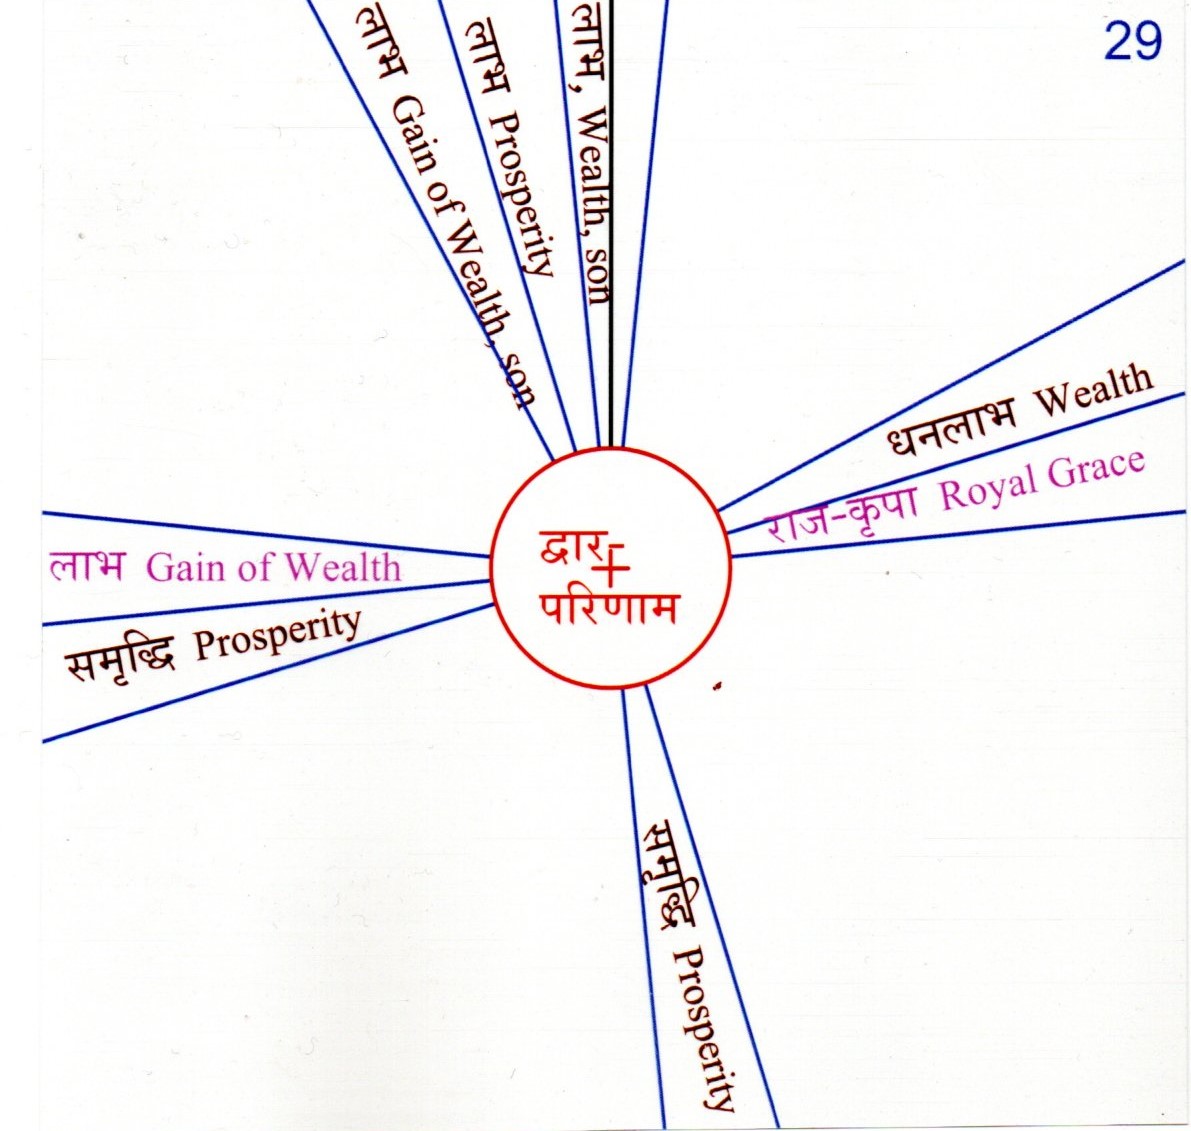 29
लाभ Gain of Wealth, son
लाभ Prosperity
लाभ, Wealth, son
धनलाभ Wealth
राज-कृपा Royal Grace
द्वार-
परिणाम
लाभ Gain of Wealth
समृद्धि Prosperity
समृद्धि Prosperity